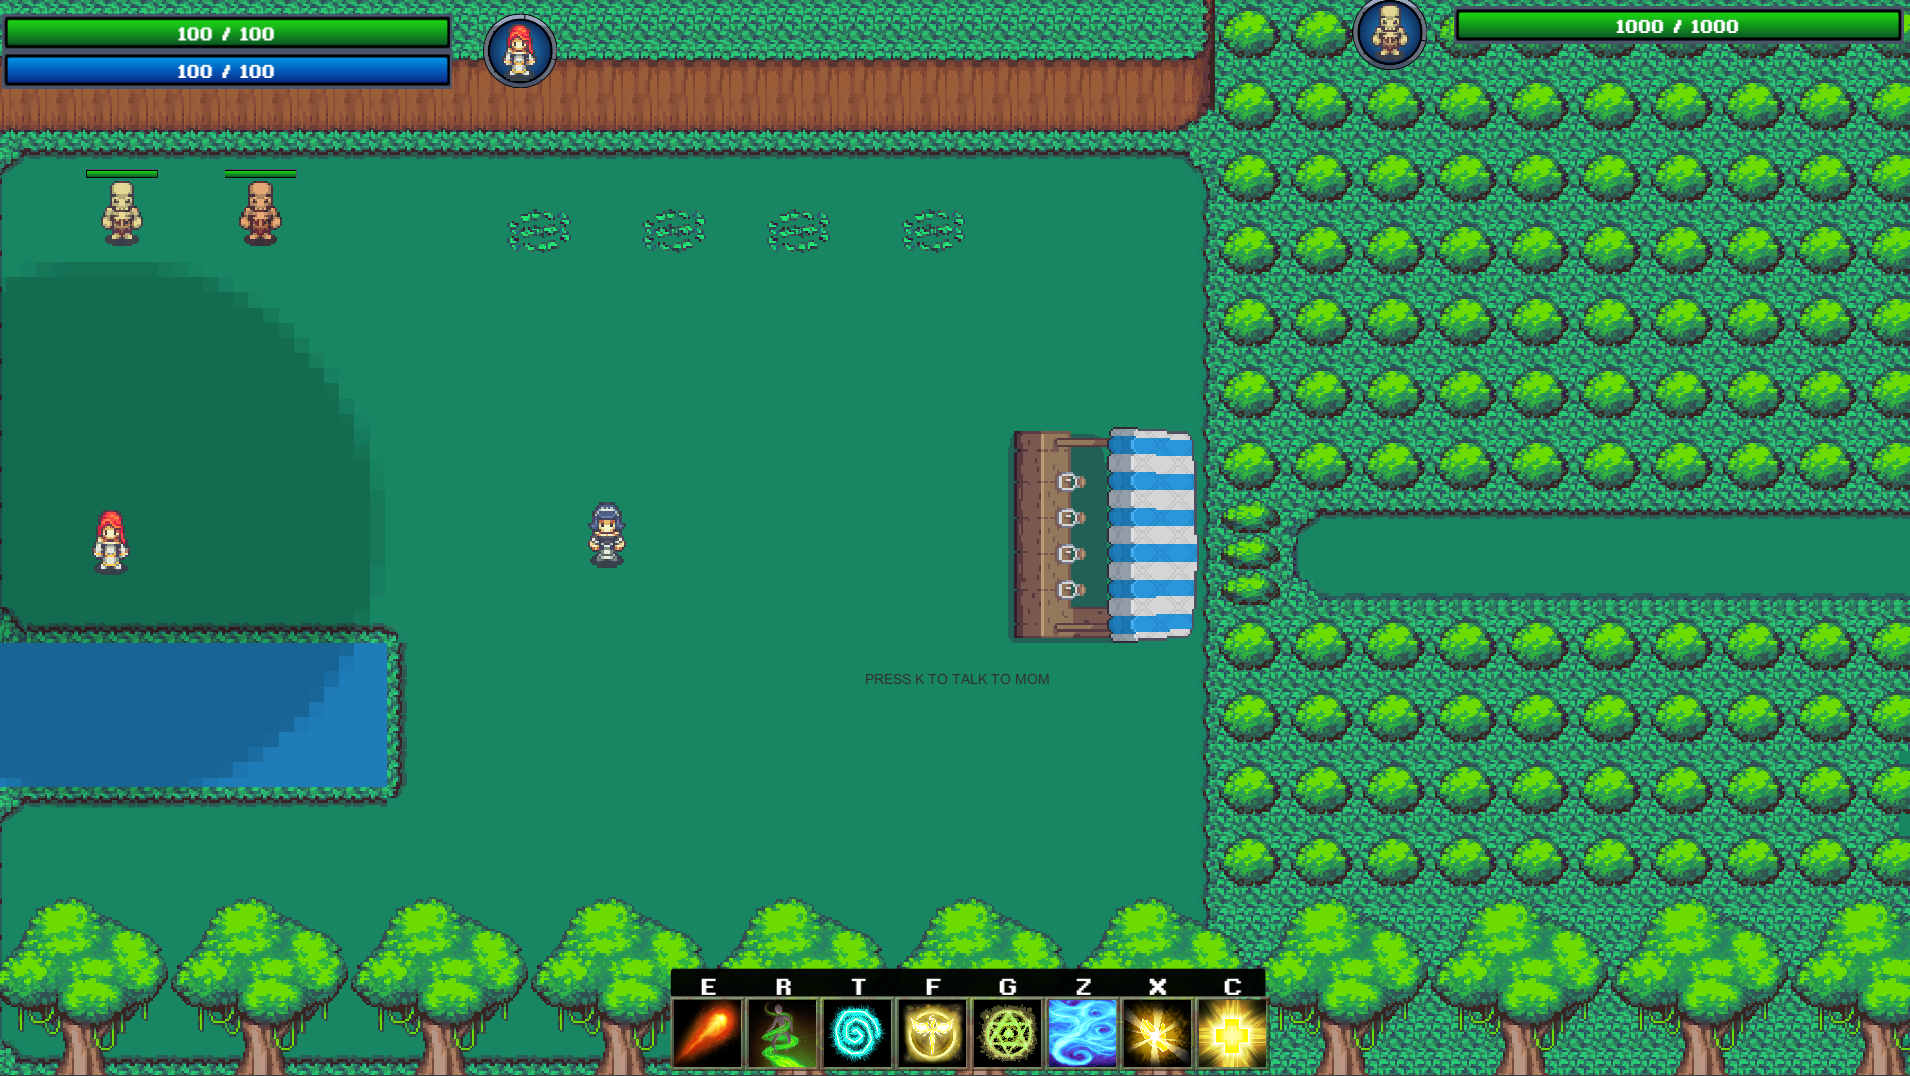 100 / 100
100 / 100
1000 / 1000
PRESS K TO TALK TO MOM
E R T F G Z X C